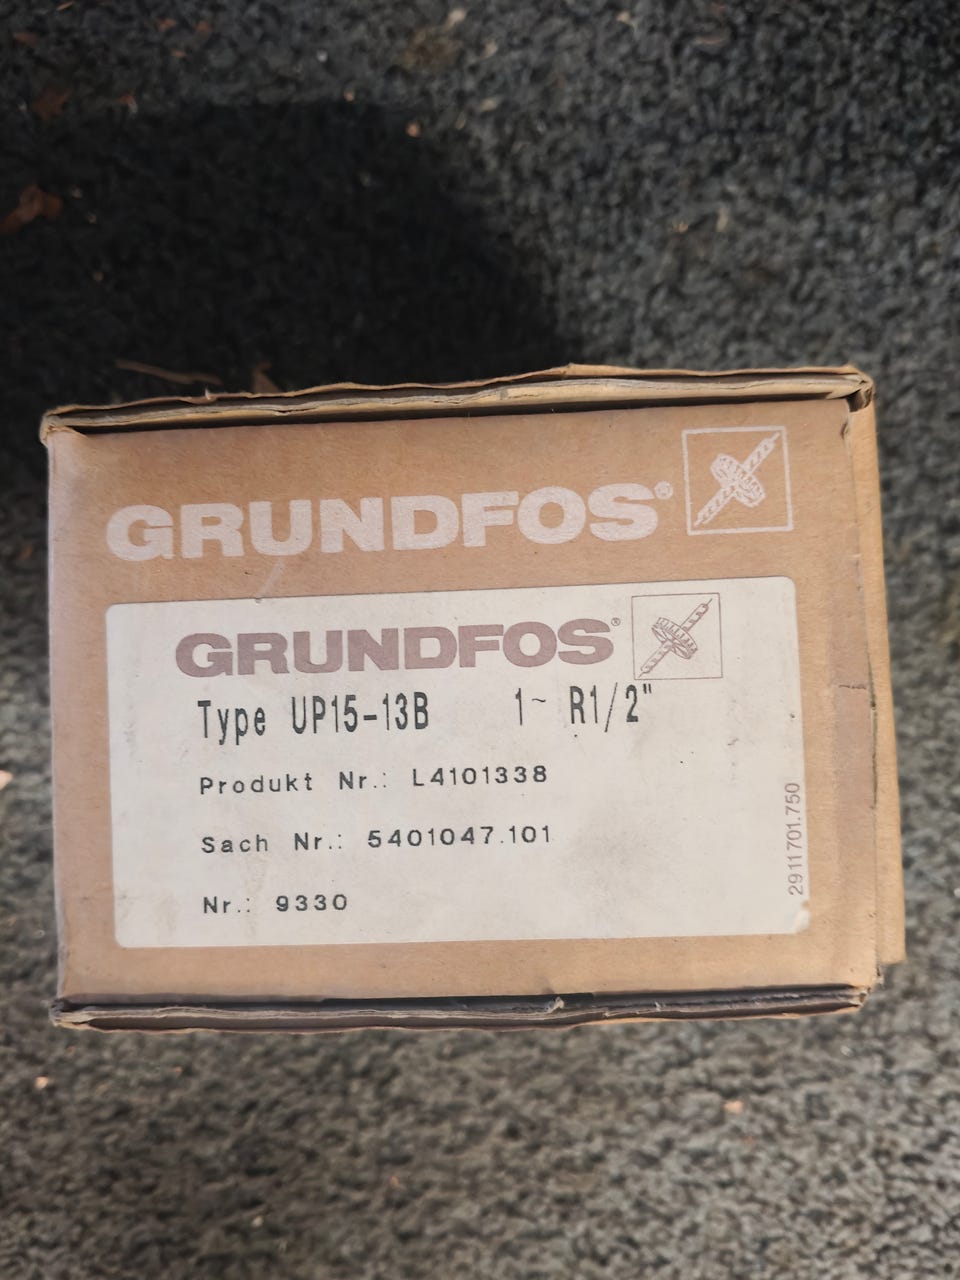 GRUNDFOS®
GRUNDFOS®
Type UP15-13B 1~ R1/2"
Produkt Nr.: L4101338
Sach Nr.: 5401047.101
Nr.: 9330
2911701.750